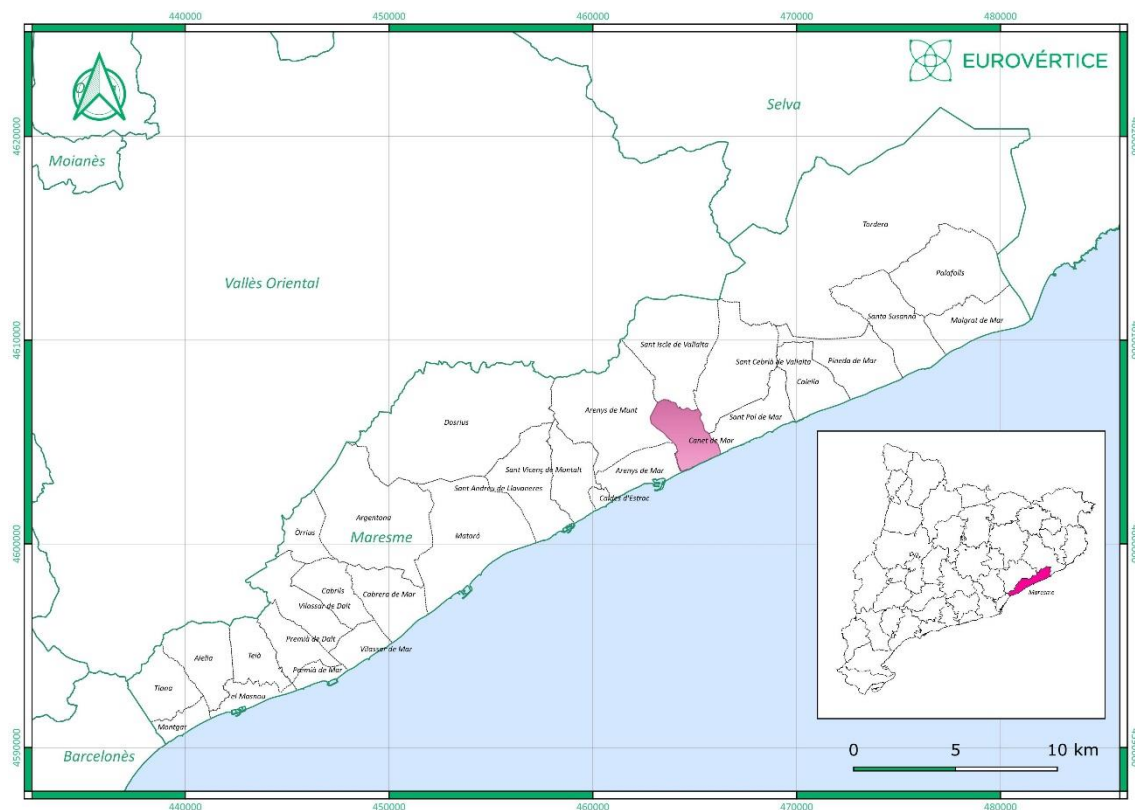 440000 450000 460000 470000 480000
EUROVÉRTICE
Selva
4620000 4620000
Moianès
Tordera
Palafolls
Vallès Oriental
Santa Susanna
Malgrat de Mar
4610000 4610000
Sant Iscle de Vallalta
Sant Cebrià de Vallalta
Pineda de Mar
Calella
Arenys de Munt
Sant Pol de Mar
Dosrius
Canet de Mar
Sant Vicenç de Montalt
Arenys de Mar
Sant Andreu de Llavaneres
Caldes d'Estrac
Argentona
Òrrius
Mataró
Maresme
4600000 4600000
Cabrils
Cabrera de Mar
Vilassar de Dalt
Premià de Dalt
Vilassar de Mar
Alella
Teià
Premià de Mar
Tiana
el Masnou
Montgat
Barcelonès
4590000 4590000
Maresme
0 5 10 km
440000 450000 460000 470000 480000